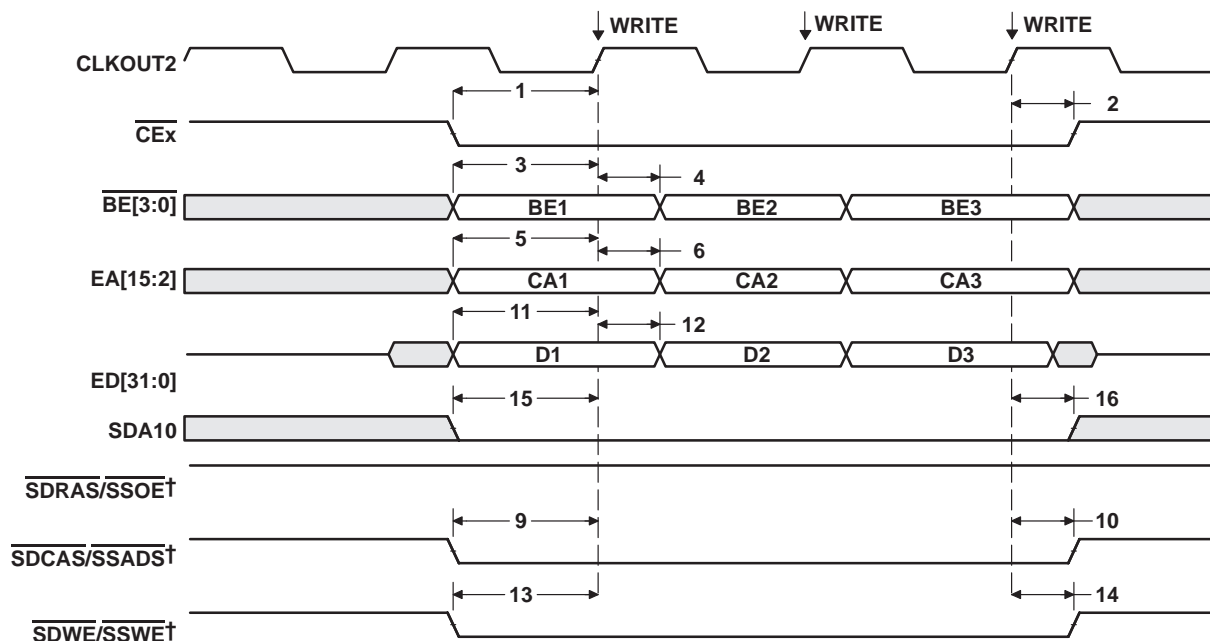 WRITE WRITE WRITE
CLKOUT2
1 2
CEx
3 4
BE[3:0] BE1 BE2 BE3
5 6
EA[15:2] CA1 CA2 CA3
11 12
D1 D2 D3
ED[31:0]
15 16
SDA10
SDRAS/SSOE†
9 10
SDCAS/SSADS†
13 14
SDWE/SSWE†